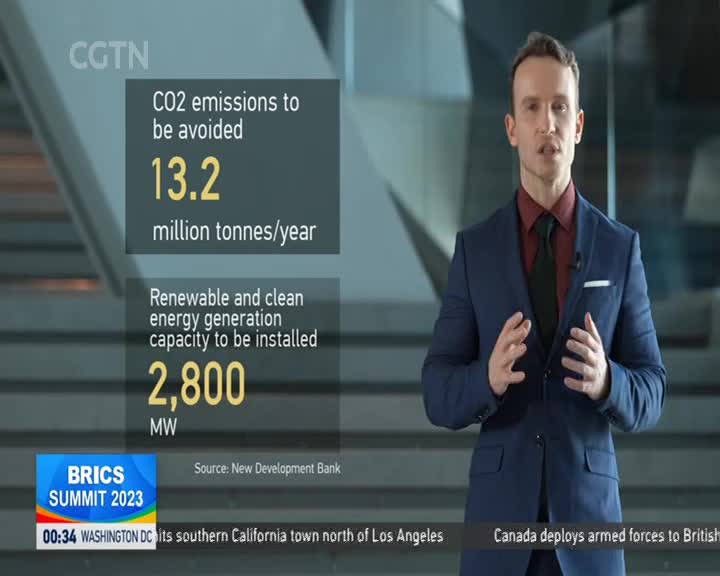 CGTN
CO2 emissions to
be avoided
13.2
million tonnes/year
Renewable and clean
energy generation
capacity to be installed
2,800
MW
Source: New Development Bank
BRICS
SUMMIT 2023
00:34 WASHINGTON DC
hits southern California town north of Los Angeles Canada deploys armed forces to British